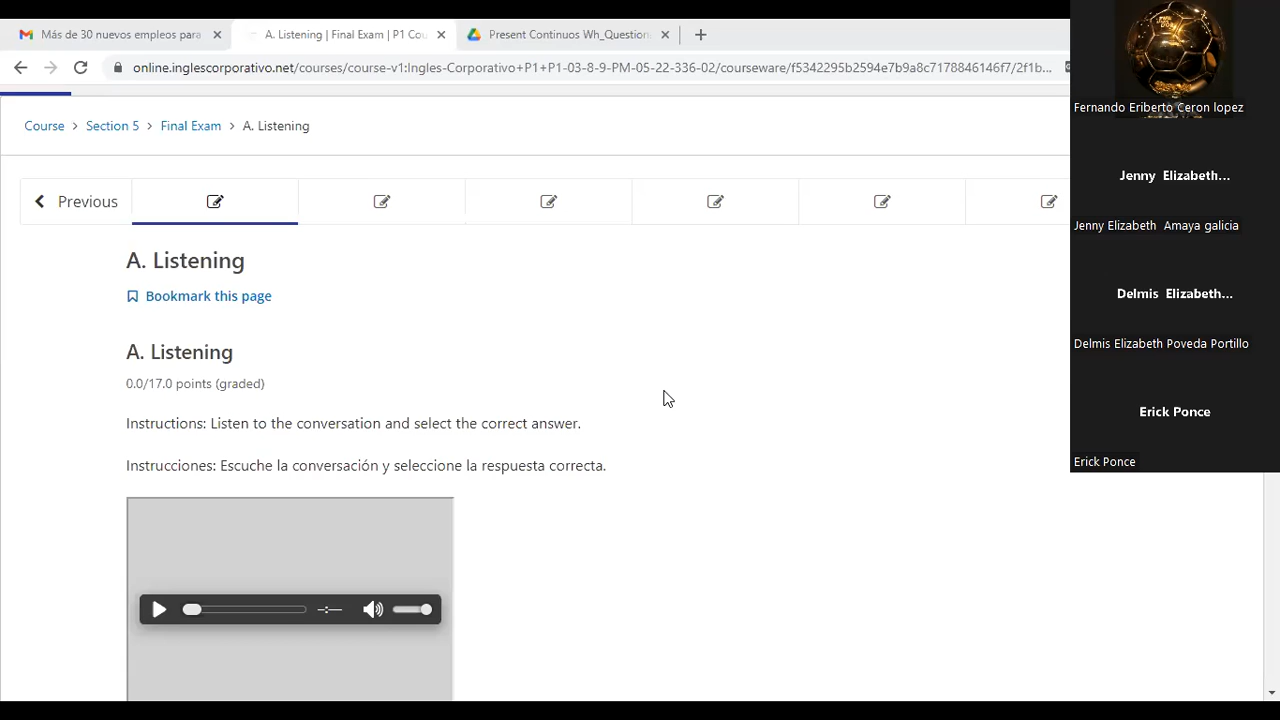 Más de 30 nuevos empleos para
A. Listening | Final Exam | P1 Cou
Present Continuos Wh_Question
online.inglescorporativo.net/courses/course-v1:Ingles-Corporativo+P1+P1-03-8-9-PM-05-22-336-02/courseware/f5342295b2594e7b9a8c7178846146f7/2f1b...
Course > Section 5 > Final Exam > A. Listening
Previous
A. Listening
Bookmark this page
A. Listening
0.0/17.0 points (graded)
Instructions: Listen to the conversation and select the correct answer.
Instrucciones: Escuche la conversación y seleccione la respuesta correcta.
-:--
Fernando Eriberto Ceron lopez
Jenny Elizabeth...
Jenny Elizabeth Amaya galicia
Delmis Elizabeth...
Delmis Elizabeth Poveda Portillo
Erick Ponce
Erick Ponce